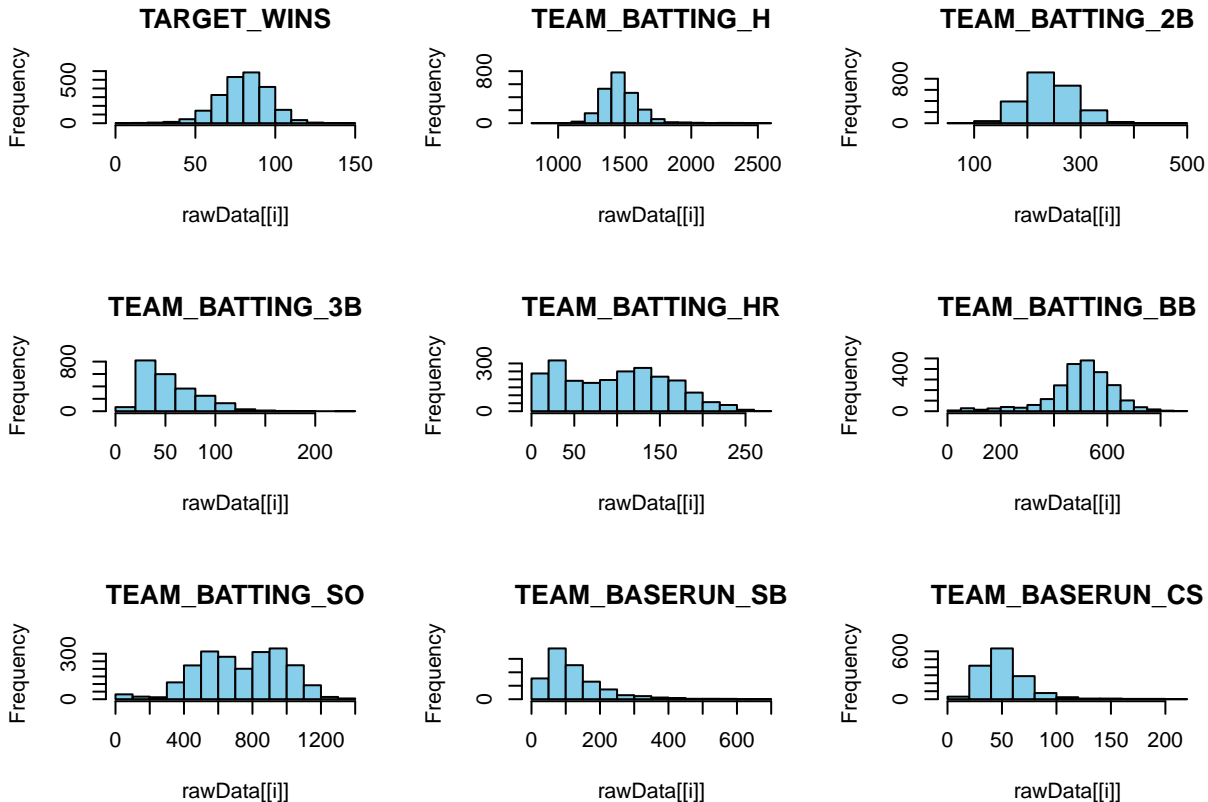 TARGET_WINS
Frequency
0 500
0 50 100 150
rawData[[i]]
TEAM_BATTING_H
Frequency
0 800
1000 1500 2000 2500
rawData[[i]]
TEAM_BATTING_2B
Frequency
0 800
100 300 500
rawData[[i]]
TEAM_BATTING_3B
Frequency
0 800
0 50 100 200
rawData[[i]]
TEAM_BATTING_HR
Frequency
0 300
0 50 150 250
rawData[[i]]
TEAM_BATTING_BB
Frequency
0 400
0 200 600
rawData[[i]]
TEAM_BATTING_SO
Frequency
0 300
0 400 800 1200
rawData[[i]]
TEAM_BASERUN_SB
Frequency
0
0 200 400 600
rawData[[i]]
TEAM_BASERUN_CS
Frequency
0 600
0 50 100 200
rawData[[i]]